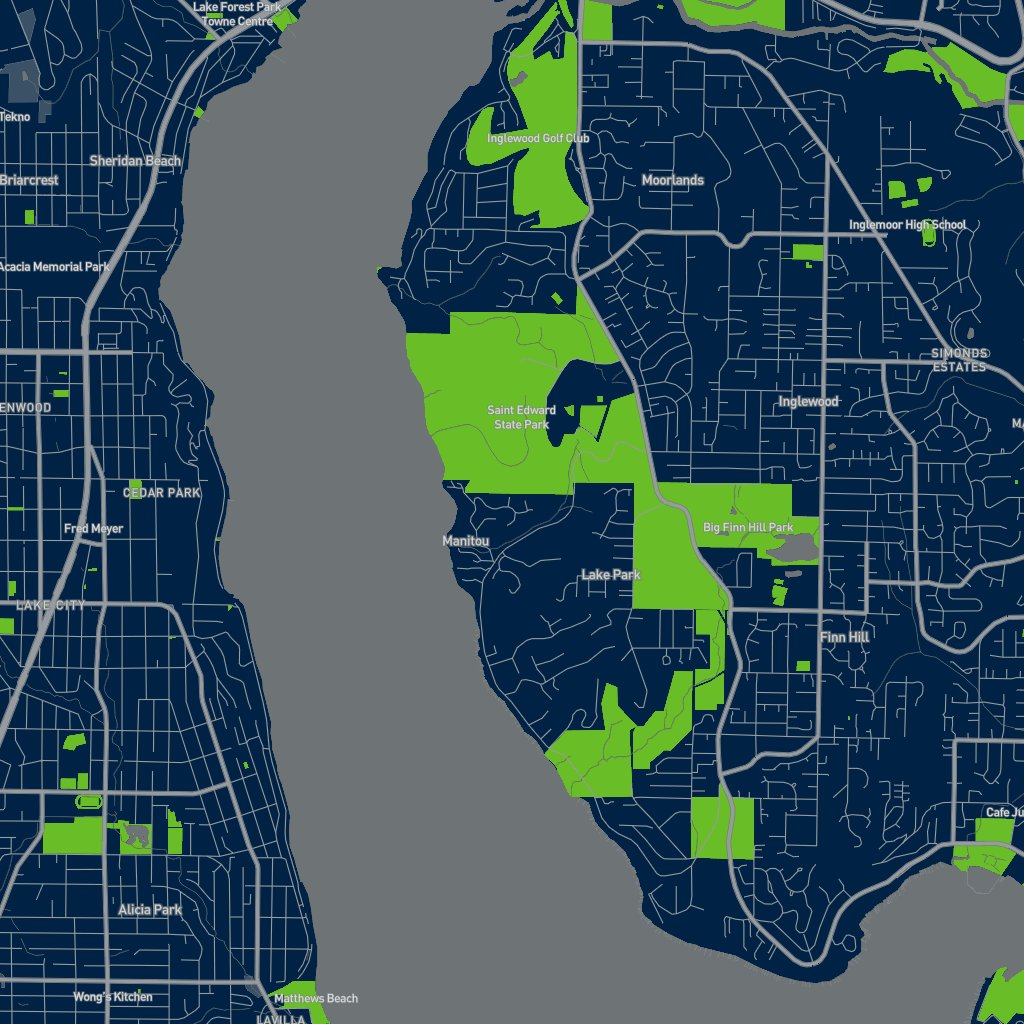 Lake Forest Park
Towne Centre
Tekno
Sheridan Beach
Inglewood Golf Club
Briarcrest
Moorlands
Inglemoor High School
Acacia Memorial Park
SIMONDS
ESTATES
Inglewood
ENWOOD
Saint Edward
State Park
MA
CEDAR PARK
Fred Meyer
Big Finn Hill Park
Manitou
Lake Park
LAKE CITY
Finn Hill
Cafe Ju
Alicia Park
Wong's Kitchen
Matthews Beach
LAVILLA